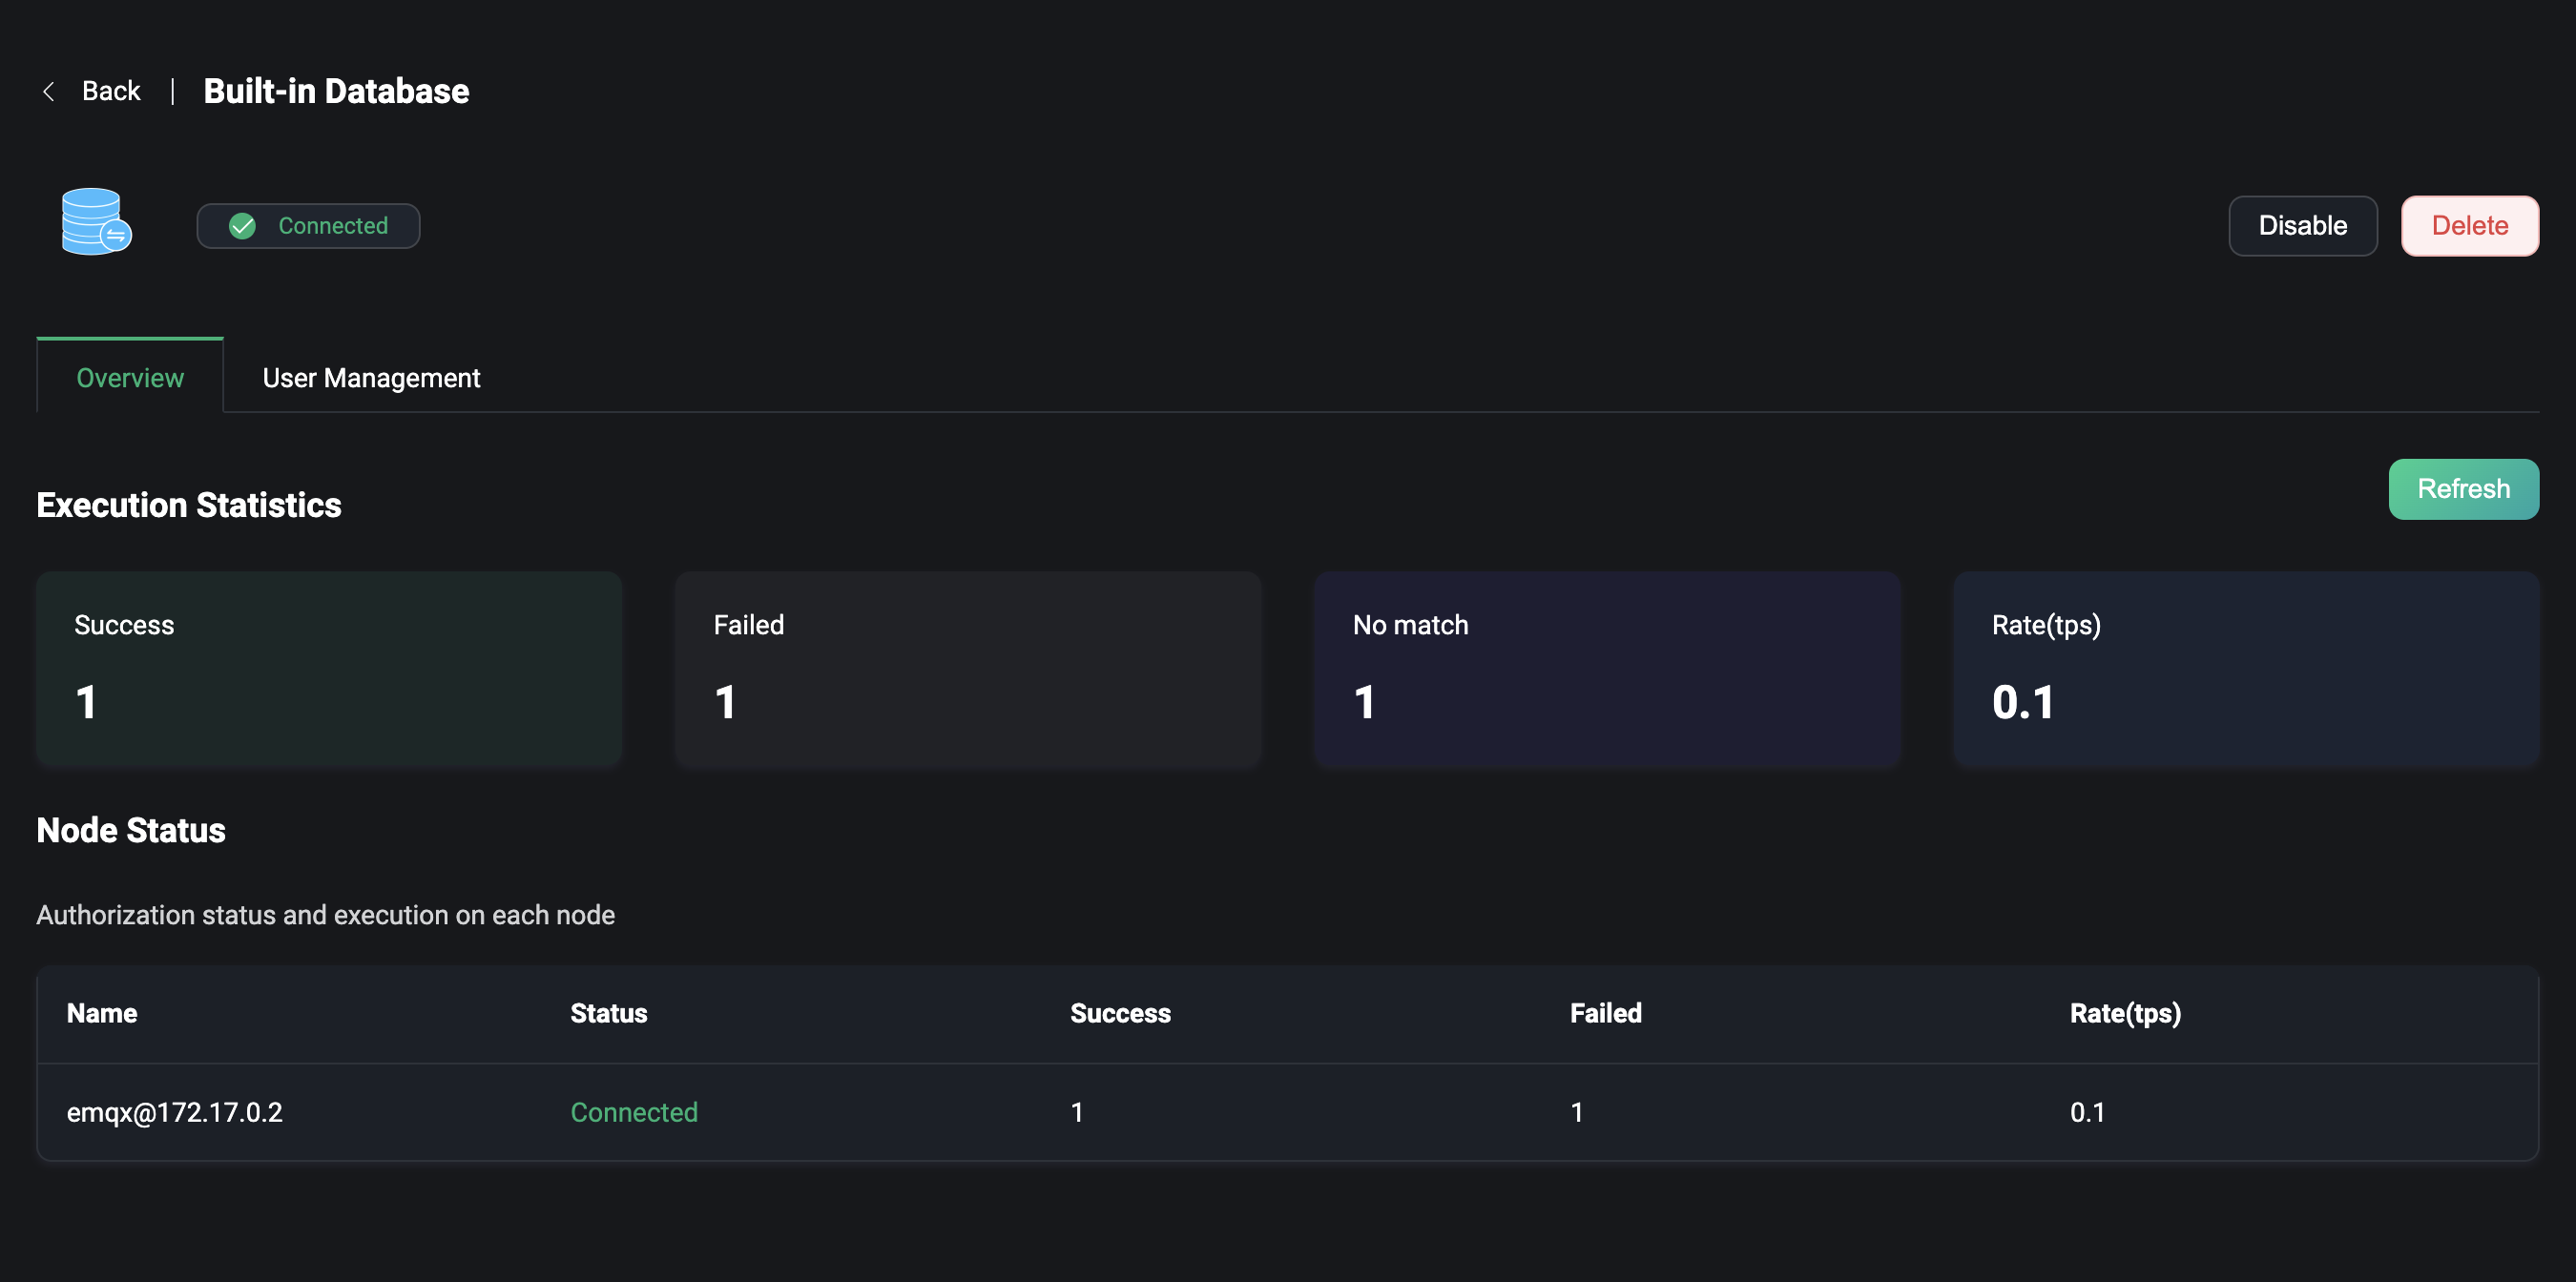 Back | Built-in Database
Connected
Disable Delete
Overview User Management
Execution Statistics
Refresh
Success Failed No match Rate(tps)
1 1 1 0.1
Node Status
Authorization status and execution on each node
Name Status Success Failed Rate(tps)
emqx@172.17.0.2 Connected 1 1 0.1